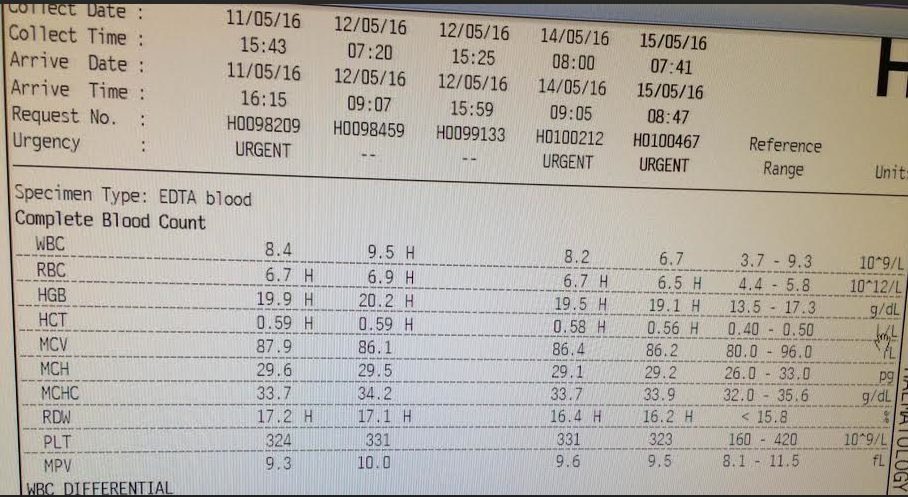 Collect Date : 11/05/16 12/05/16 12/05/16 14/05/16 15/05/16
Collect Time : 15:43 07:20 15:25 08:00 07:41
Arrive Date : 11/05/16 12/05/16 12/05/16 14/05/16 15/05/16
Arrive Time : 16:15 09:07 15:59 09:05 08:47
Request No. : H0098209 H0098459 H0099133 H0100212 H0100467 Reference
Urgency : URGENT -- -- URGENT URGENT Range Unit
Specimen Type: EDTA blood
Complete Blood Count
WBC 8.4 9.5 H 8.2 6.7 3.7 - 9.3 10^9/L
RBC 6.7 H 6.9 H 6.7 H 6.5 H 4.4 - 5.8 10^12/L
HGB 19.9 H 20.2 H 19.5 H 19.1 H 13.5 - 17.3 g/dL
HCT 0.59 H 0.59 H 0.58 H 0.56 H 0.40 - 0.50
MCV 87.9 86.1 86.4 86.2 80.0 - 96.0 fL
MCH 29.6 29.5 29.1 29.2 26.0 - 33.0 pg
MCHC 33.7 34.2 33.7 33.9 32.0 - 35.6 g/dL
RDW 17.2 H 17.1 H 16.4 H 16.2 H < 15.8 %
PLT 324 331 331 323 160 - 420 10^9/L
MPV 9.3 10.0 9.6 9.5 8.1 - 11.5 fL
WBC DIFFERENTIAL
H
HAEMATOLOGY